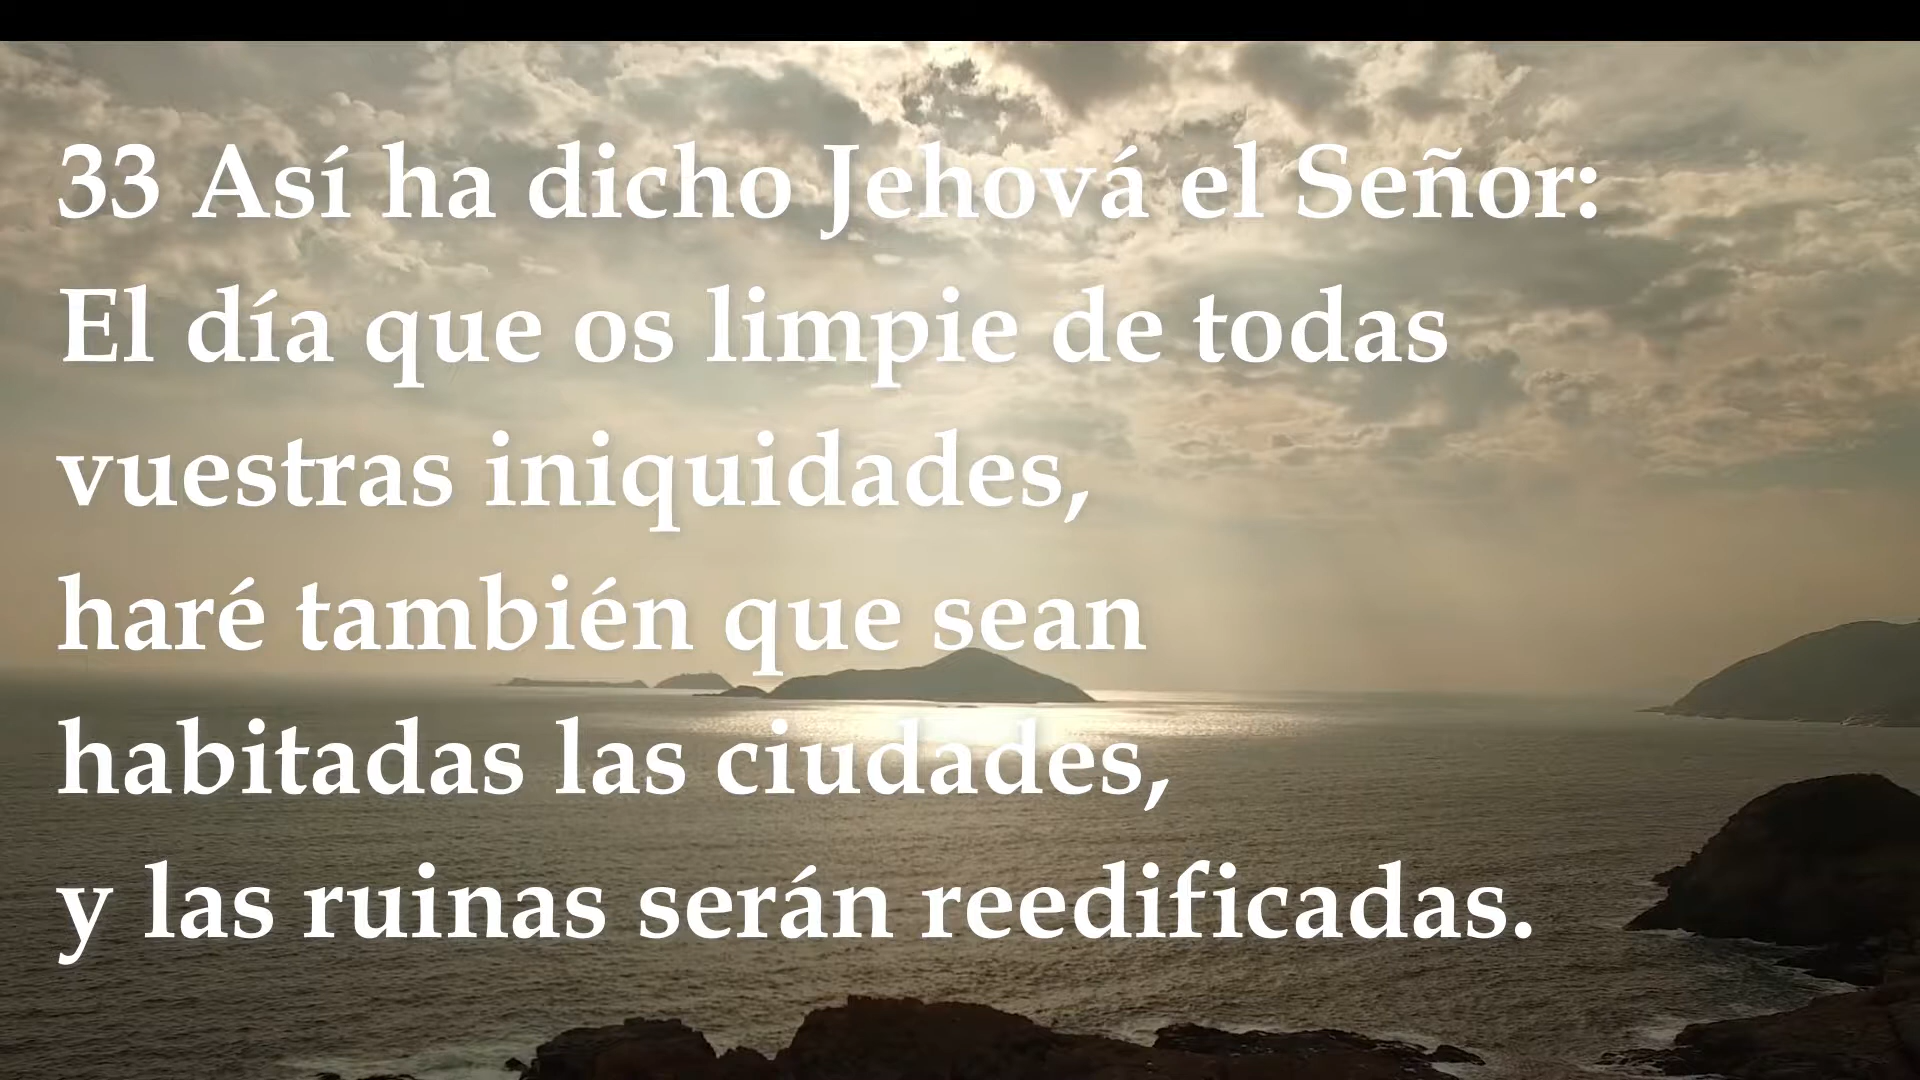 33 Así ha dicho Jehová el Señor:
El día que os limpie de todas
vuestras iniquidades,
haré también que sean
habitadas las ciudades,
y las ruinas serán reedificadas.